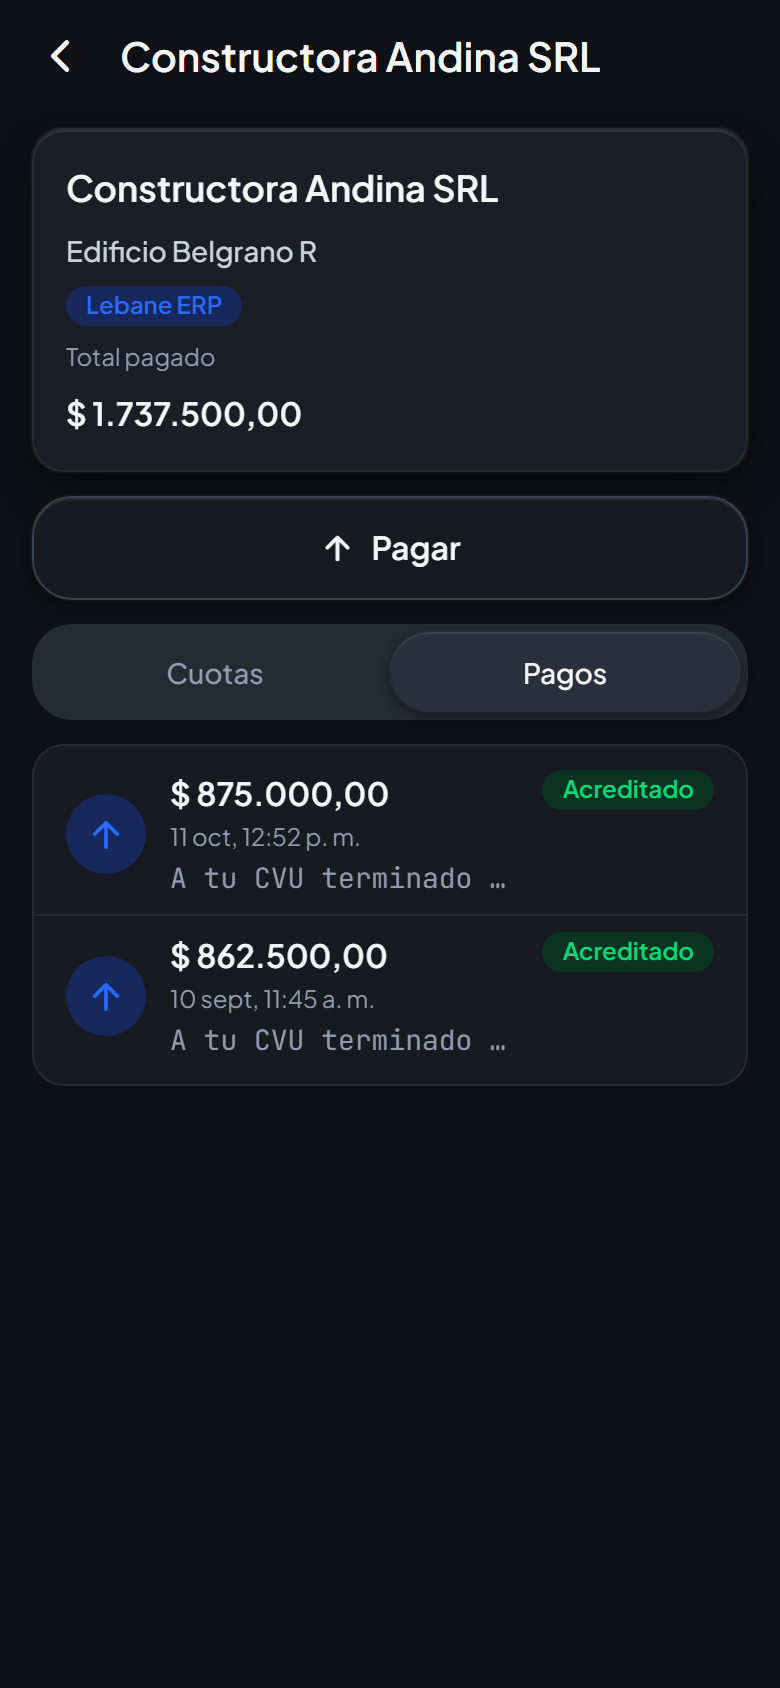 Constructora Andina SRL
Constructora Andina SRL
Edificio Belgrano R
Lebane ERP
Total pagado
$ 1.737.500,00
Pagar
Cuotas
Pagos
$ 875.000,00
Acreditado
11 oct, 12:52 p. m.
A tu CVU terminado …
$ 862.500,00
Acreditado
10 sept, 11:45 a. m.
A tu CVU terminado …